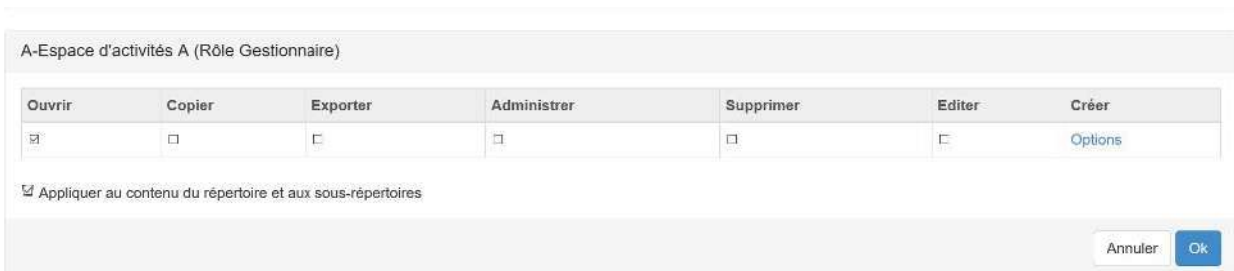 A-Espace d'activités A (Rôle Gestionnaire)
Ouvrir Copier Exporter Administrer Supprimer Editer Créer
Options
Appliquer au contenu du répertoire et aux sous-répertoires
Annuler Ok